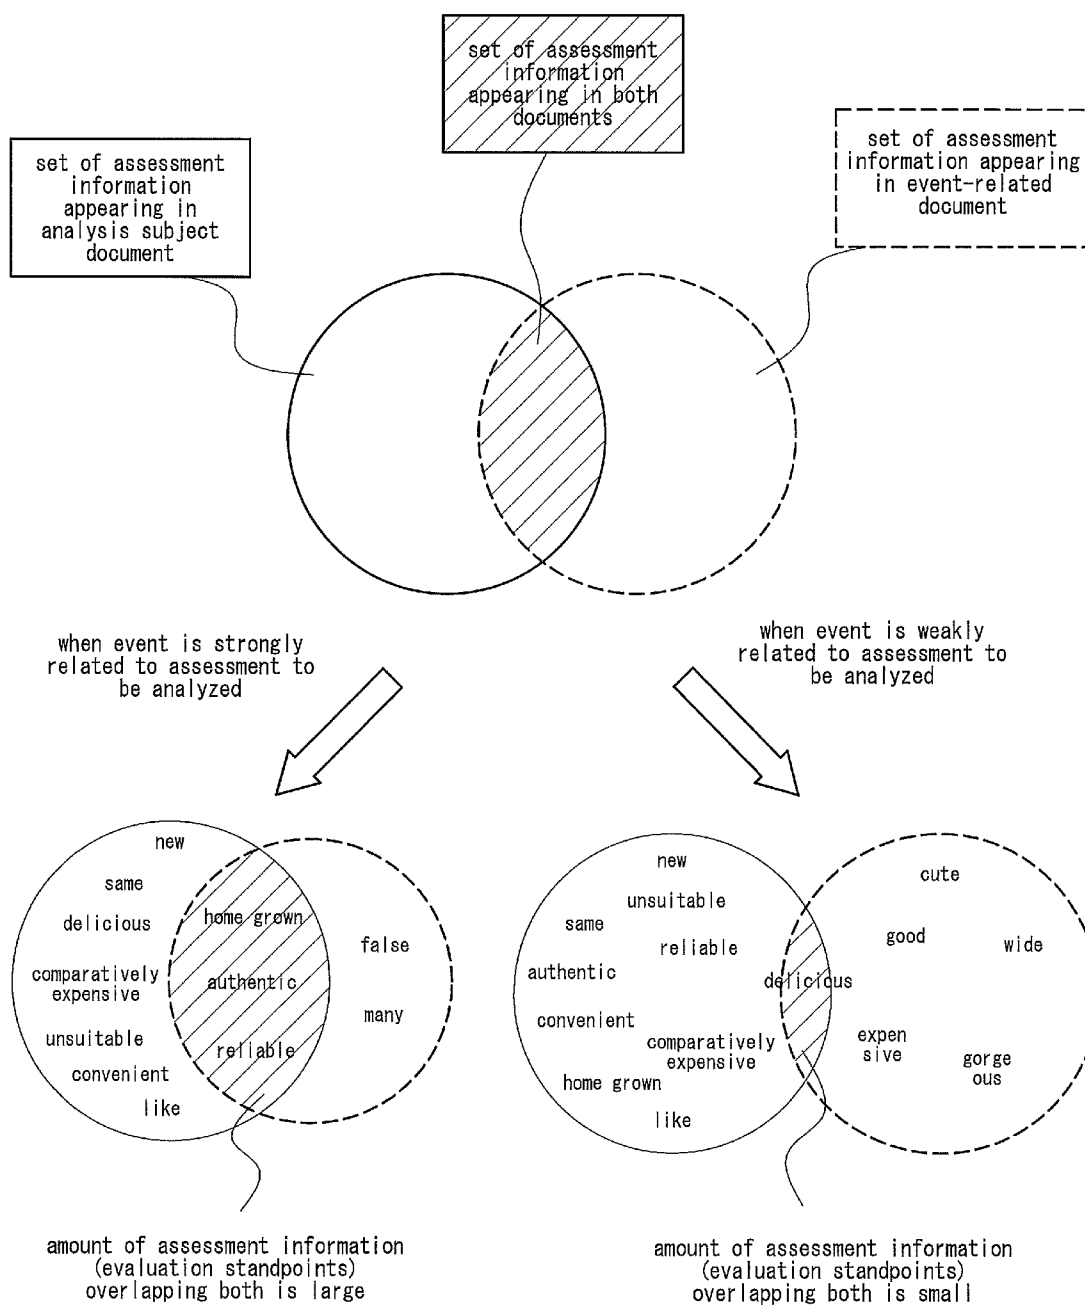 set of assessment
information
appearing in both
documents
set of assessment
information
appearing in
analysis subject
document
set of assessment
information appearing
in event-related
document
when event is strongly
related to assessment to
be analyzed
when event is weakly
related to assessment to
be analyzed
new
same
delicious
comparatively
expensive
unsuitable
convenient
like
home grown
authentic
reliable
false
many
new
unsuitable
same
reliable
authentic
convenient
comparatively
expensive
home grown
like
delicious
cute
good
wide
expen
sive
gorge
ous
amount of assessment information
(evaluation standpoints)
overlapping both is large
amount of assessment information
(evaluation standpoints)
overlapping both is small